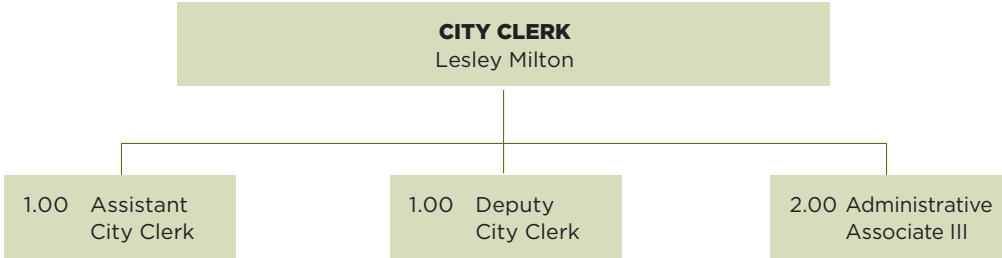 CITY CLERK
Lesley Milton
1.00 Assistant
City Clerk
1.00 Deputy
City Clerk
2.00 Administrative
Associate III